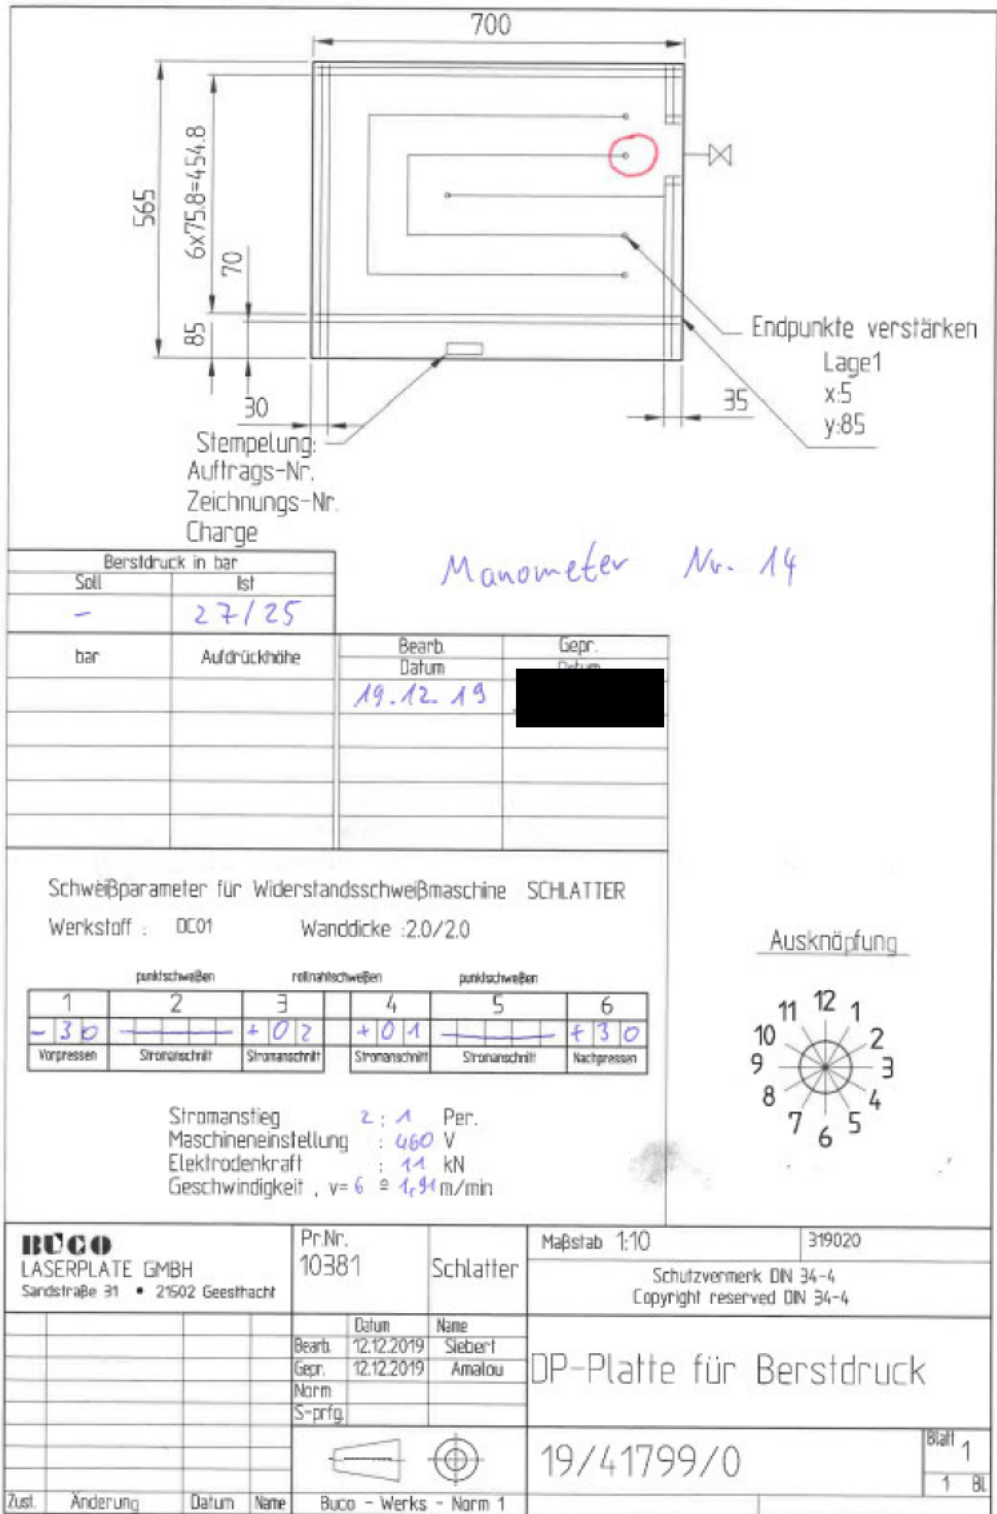 700
565
6x75.8=454.8
70
85
30
35
Endpunkte verstärken
Lage1
x:5
y:85
Stempelung:
Auftrags-Nr.
Zeichnungs-Nr.
Charge
Berstdruck in bar
Soll Ist
- 27/25
Manometer Nr. 14
bar Aufdrückhöhe
Bearb. Gepr.
Datum Datum
19.12.19
Schweißparameter für Widerstandsschweißmaschine SCHLATTER
Werkstoff : DC01 Wanddicke :2.0/2.0
punktschweißen rollnahtschweißen punktschweißen
1 2 3 4 5 6
-30 +02 +01 +30
Vorpressen Stromanschnitt Stromanschnitt Stromanschnitt Stromanschnitt Nachpressen
Stromanstieg 2 : 1 Per.
Maschineneinstellung : 460 V
Elektrodenkraft : 11 kN
Geschwindigkeit , v= 6 ≙ 1,91 m/min
Ausknöpfung
12
11 1
10 2
9 3
8 4
7 5
6
BUCO
LASERPLATE GMBH
Sandstraße 31 • 21502 Geesthacht
Pr.Nr.
10381
Schlatter
Maßstab 1:10
319020
Schutzvermerk DIN 34-4
Copyright reserved DIN 34-4
Datum Name
Bearb. 12.12.2019 Siebert
Gepr. 12.12.2019 Amalou
Norm
S-prfg.
DP-Platte für Berstdruck
19/41799/0
Blatt 1
1 Bl.
Zust. Änderung Datum Name
Buco - Werks - Norm 1